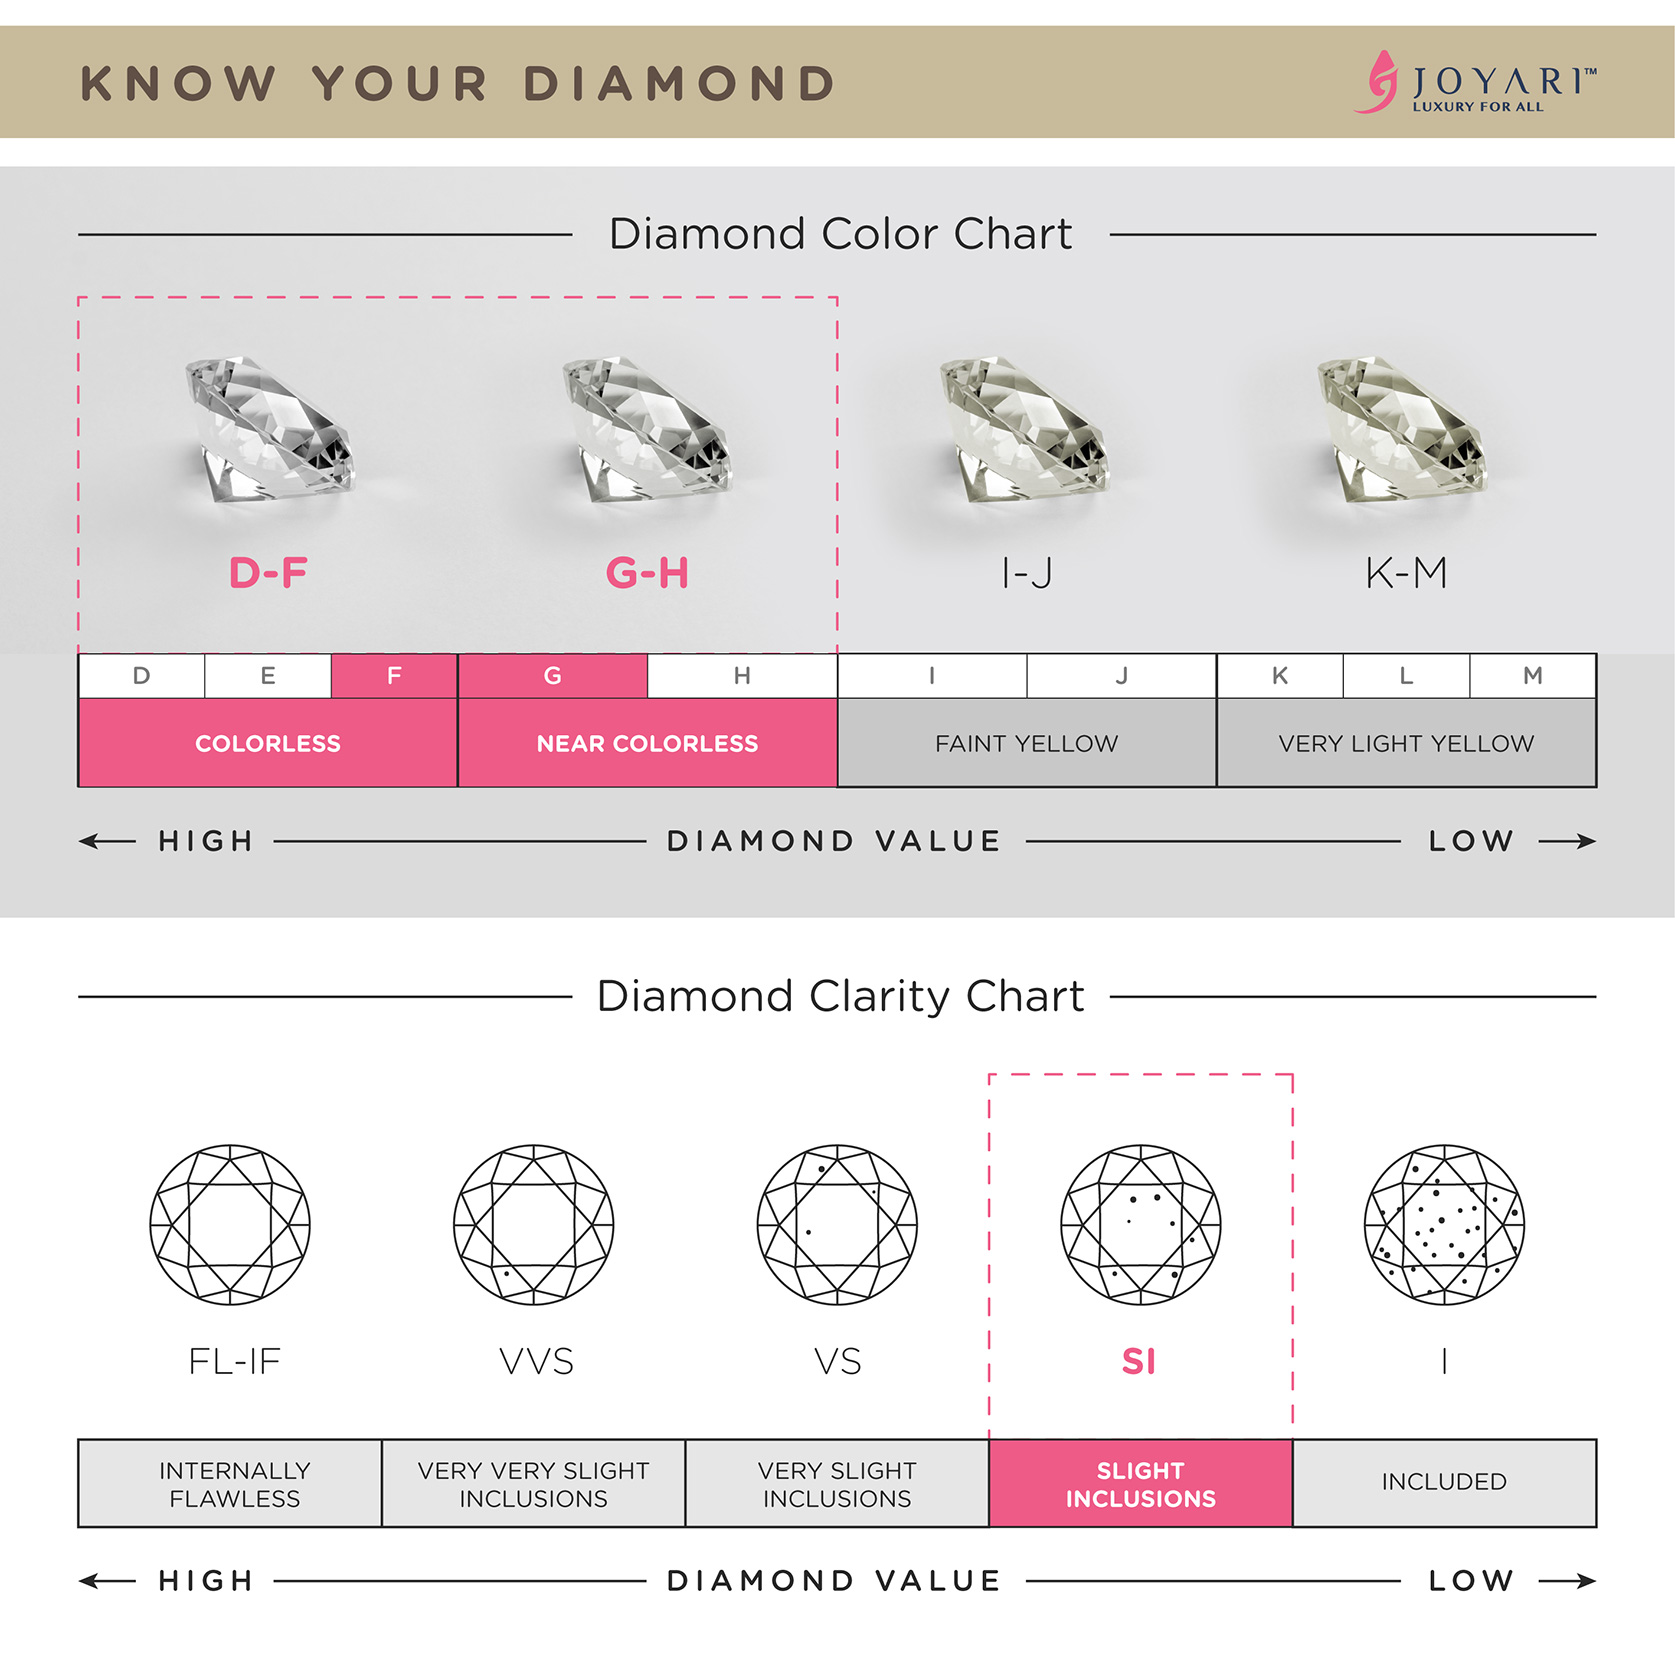 KNOW YOUR DIAMOND
JOYARI™
LUXURY FOR ALL
Diamond Color Chart
D-F G-H I-J K-M
D E F G H I J K L M
COLORLESS NEAR COLORLESS FAINT YELLOW VERY LIGHT YELLOW
HIGH DIAMOND VALUE LOW
Diamond Clarity Chart
FL-IF VVS VS SI I
INTERNALLY
FLAWLESS
VERY VERY SLIGHT
INCLUSIONS
VERY SLIGHT
INCLUSIONS
SLIGHT
INCLUSIONS
INCLUDED
HIGH DIAMOND VALUE LOW